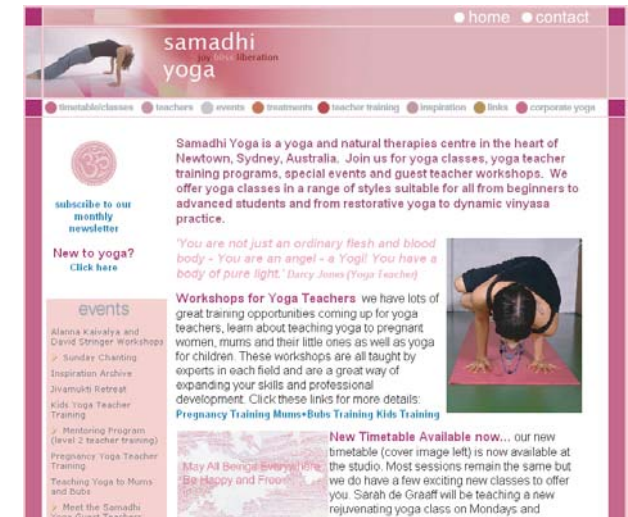 home contact
samadhi
joy bliss liberation
yoga
timetable/classes teachers events treatments teacher training inspiration links corporate yoga
subscribe to our
monthly
newsletter
New to yoga?
Click here
events
Alanna Kaivalya and
David Stringer Workshops
Sunday Chanting
Inspiration Archive
Jivamukti Retreat
Kids Yoga Teacher
Training
Mentoring Program
(level 2 teacher training)
Pregnancy Yoga Teacher
Training
Teaching Yoga to Mums
and Bubs
Meet the Samadhi
Yoga Guest Teachers
Samadhi Yoga is a yoga and natural therapies centre in the heart of
Newtown, Sydney, Australia. Join us for yoga classes, yoga teacher
training programs, special events and guest teacher workshops. We
offer yoga classes in a range of styles suitable for all from beginners to
advanced students and from restorative yoga to dynamic vinyasa
practice.
'You are not just an ordinary flesh and blood
body - You are an angel - a Yogi! You have a
body of pure light.' Darcy Jones (Yoga Teacher)
Workshops for Yoga Teachers we have lots of
great training opportunities coming up for yoga
teachers, learn about teaching yoga to pregnant
women, mums and their little ones as well as yoga
for children. These workshops are all taught by
experts in each field and are a great way of
expanding your skills and professional
development. Click these links for more details:
Pregnancy Training Mums+Bubs Training Kids Training
May All Beings Everywhere
Be Happy and Free
New Timetable Available now... our new
timetable (cover image left) is now available at
the studio. Most sessions remain the same but
we do have a few exciting new classes to offer
you. Sarah de Graaff will be teaching a new
rejuvenating yoga class on Mondays and